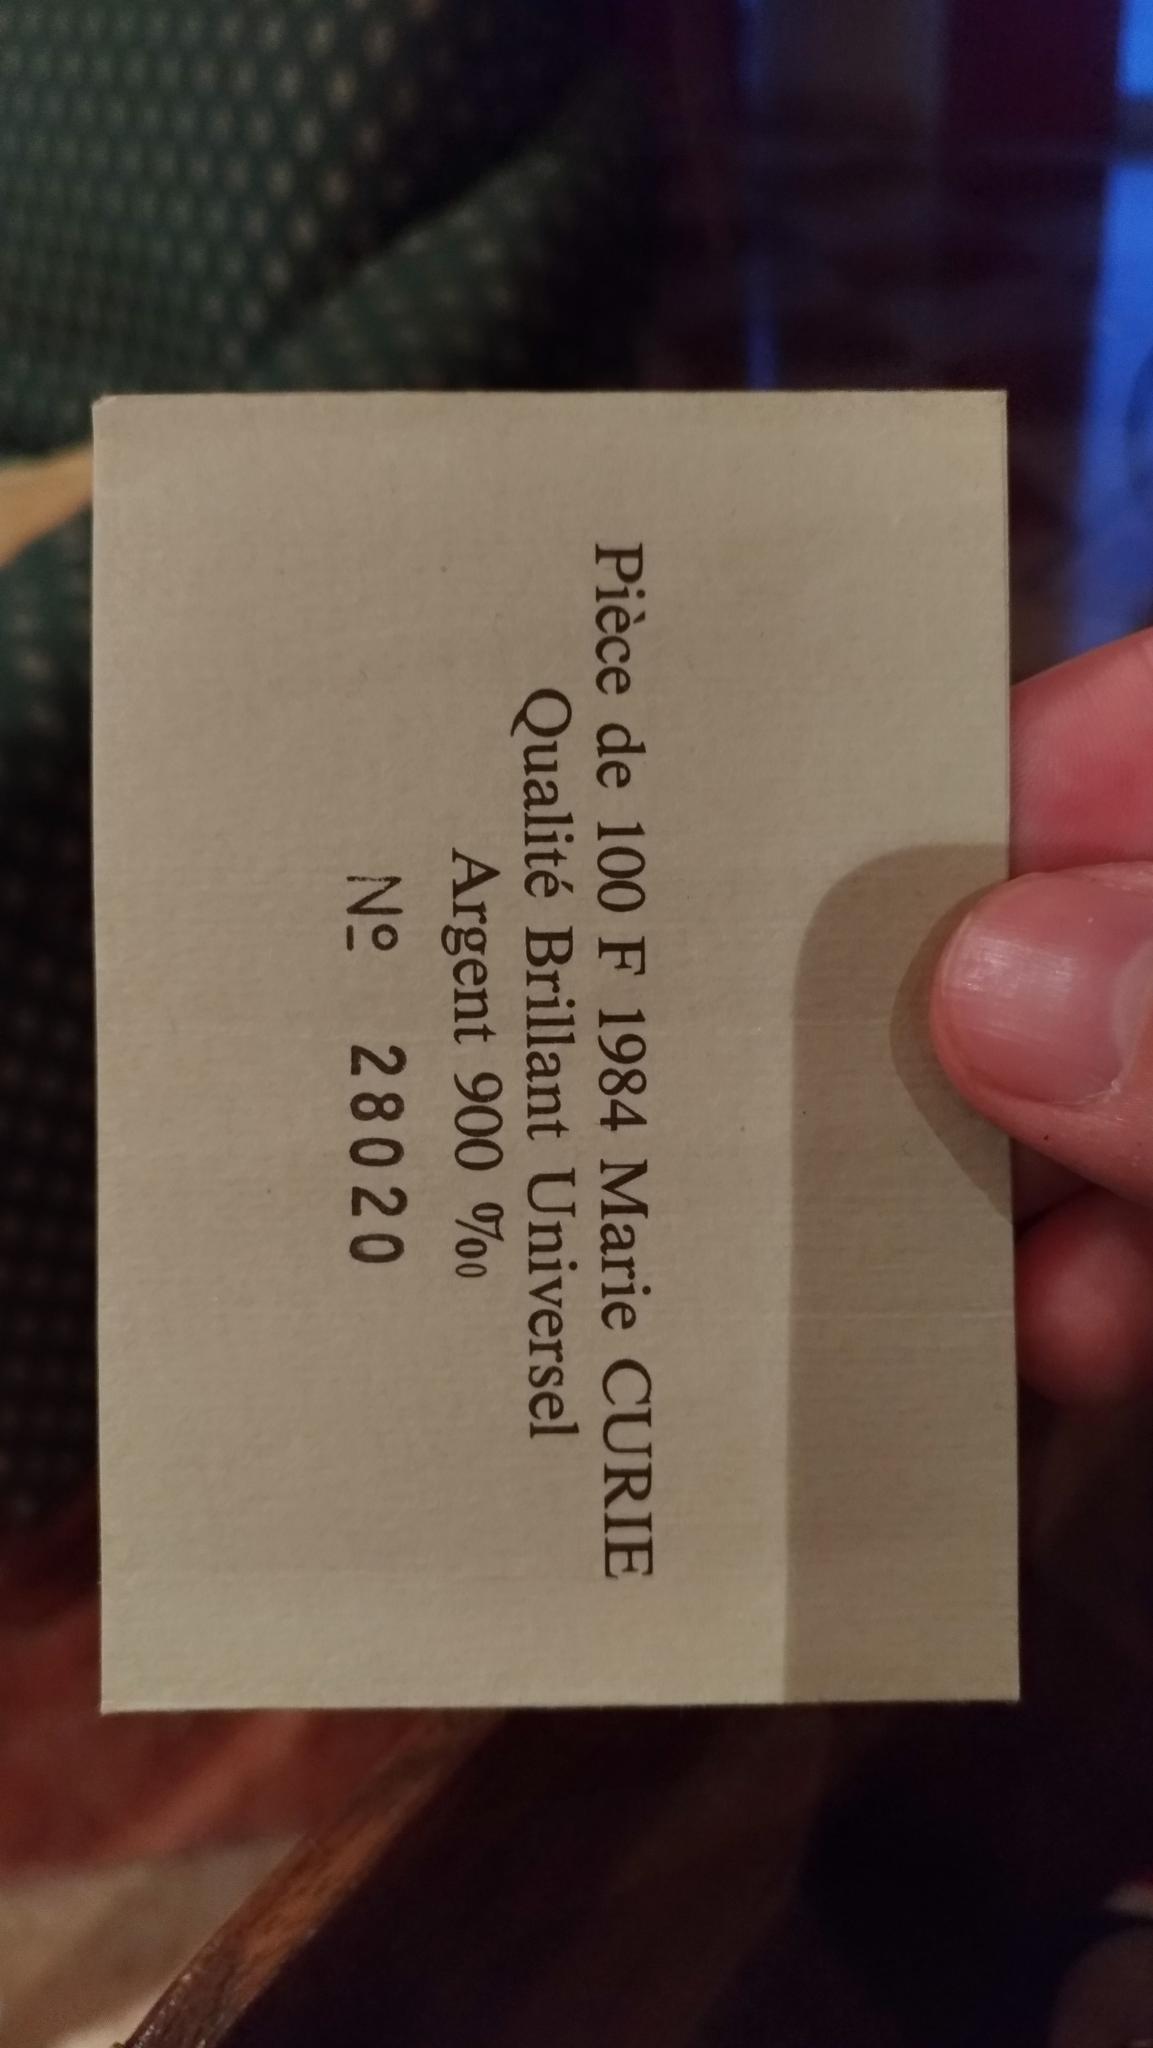 Pièce de 100 F 1984 Marie CURIE
Qualité Brillant Universel
Argent 900 ‰
Nº 28020